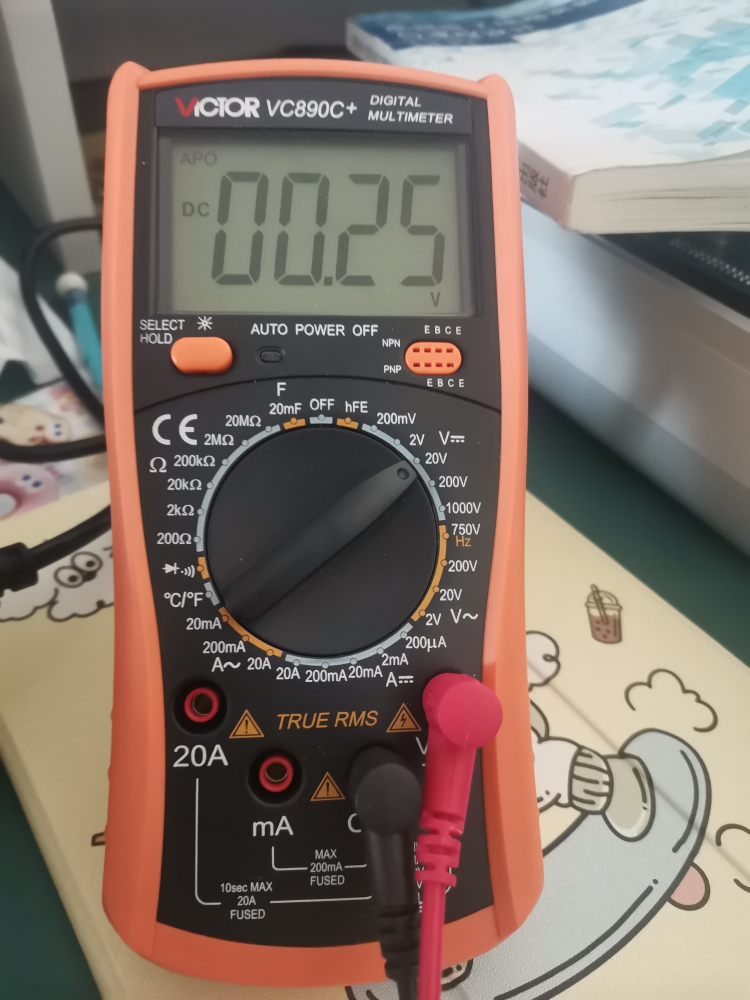 VICTOR VC890C+ DIGITAL MULTIMETER
APO
DC 00.25 V
SELECT
HOLD
AUTO POWER OFF
E B C E
NPN
PNP
E B C E
F
20mF
OFF
hFE
200mV
2V
V⎓
20V
200V
1000V
750V
Hz
200V
20V
2V
V~
200μA
2mA
A⎓
20mA
200mA
20A
20A
A~
200mA
20mA
°C/°F
200Ω
2kΩ
20kΩ
200kΩ
Ω
2MΩ
20MΩ
CE
TRUE RMS
20A
mA
MAX
200mA
FUSED
10sec MAX
20A
FUSED